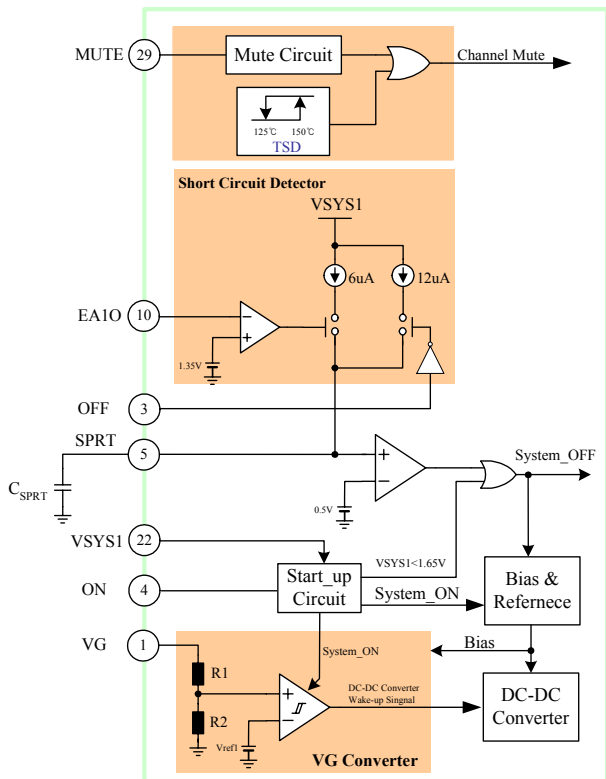 MUTE 29 Mute Circuit Channel Mute
125℃ 150℃
TSD
Short Circuit Detector
VSYS1
6uA 12uA
EA1O 10
1.35V
OFF 3
SPRT 5
System_OFF
CSPRT
0.5V
VSYS1 22
VSYS1<1.65V
ON 4 Start_up Circuit System_ON Bias & Refernece
VG 1
System_ON
Bias
R1
R2
DC-DC Converter
Wake-up Singnal
DC-DC Converter
Vref1
VG Converter